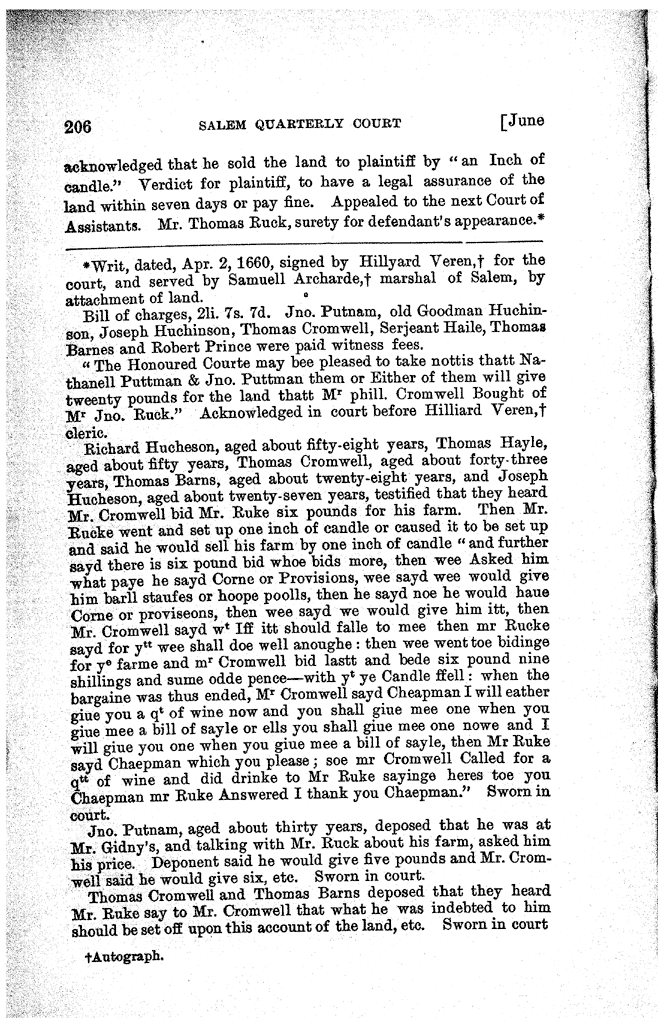 206 SALEM QUARTERLY COURT [June
acknowledged that he sold the land to plaintiff by “an Inch of
candle.” Verdict for plaintiff, to have a legal assurance of the
land within seven days or pay fine. Appealed to the next Court of
Assistants. Mr. Thomas Ruck, surety for defendant's appearance.*
*Writ, dated, Apr. 2, 1660, signed by Hillyard Veren,† for the
court, and served by Samuell Archarde,† marshal of Salem, by
attachment of land.
Bill of charges, 2li. 7s. 7d. Jno. Putnam, old Goodman Huchin-
son, Joseph Huchinson, Thomas Cromwell, Serjeant Haile, Thomas
Barnes and Robert Prince were paid witness fees.
“The Honoured Courte may bee pleased to take nottis thatt Na-
thanell Puttman & Jno. Puttman them or Either of them will give
tweenty pounds for the land thatt Mʳ phill. Cromwell Bought of
Mʳ Jno. Ruck.” Acknowledged in court before Hilliard Veren,†
cleric.
Richard Hucheson, aged about fifty-eight years, Thomas Hayle,
aged about fifty years, Thomas Cromwell, aged about forty-three
years, Thomas Barns, aged about twenty-eight years, and Joseph
Hucheson, aged about twenty-seven years, testified that they heard
Mr. Cromwell bid Mr. Ruke six pounds for his farm. Then Mr.
Rucke went and set up one inch of candle or caused it to be set up
and said he would sell his farm by one inch of candle “and further
sayd there is six pound bid whoe bids more, then wee Asked him
what paye he sayd Corne or Provisions, wee sayd wee would give
him barll staufes or hoope poolls, then he sayd noe he would haue
Corne or proviseons, then wee sayd we would give him itt, then
Mr. Cromwell sayd wᵗ Iff itt should falle to mee then mr Rucke
sayd for yᵗᵗ wee shall doe well anoughe : then wee went toe bidinge
for yᵉ farme and mʳ Cromwell bid lastt and bede six pound nine
shillings and sume odde pence—with yᵗ ye Candle ffell : when the
bargaine was thus ended, Mʳ Cromwell sayd Cheapman I will eather
giue you a qᵗ of wine now and you shall giue mee one when you
giue mee a bill of sayle or ells you shall giue mee one nowe and I
will giue you one when you giue mee a bill of sayle, then Mr Ruke
sayd Chaepman which you please ; soe mr Cromwell Called for a
qᵗᵗ of wine and did drinke to Mr Ruke sayinge heres toe you
Chaepman mr Ruke Answered I thank you Chaepman.” Sworn in
court.
Jno. Putnam, aged about thirty years, deposed that he was at
Mr. Gidny's, and talking with Mr. Ruck about his farm, asked him
his price. Deponent said he would give five pounds and Mr. Crom-
well said he would give six, etc. Sworn in court.
Thomas Cromwell and Thomas Barns deposed that they heard
Mr. Ruke say to Mr. Cromwell that what he was indebted to him
should be set off upon this account of the land, etc. Sworn in court
†Autograph.